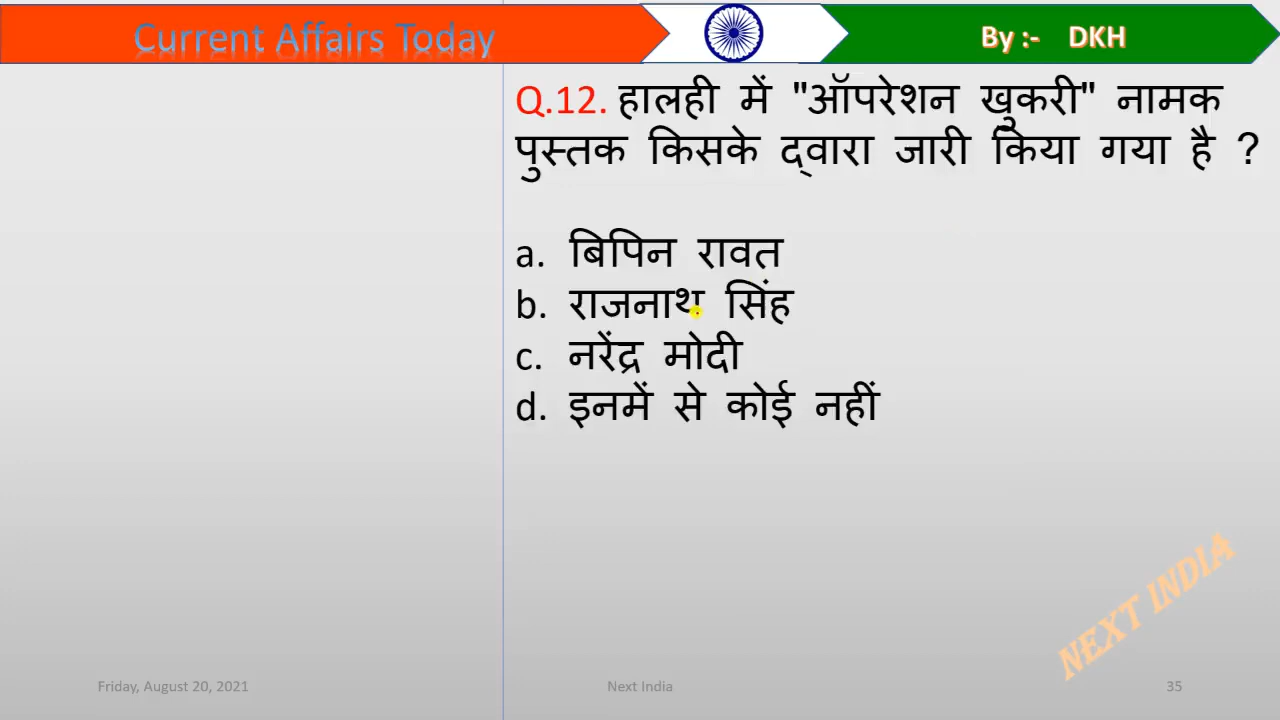 Current Affairs Today
By :- DKH
Q.12. हालही में "ऑपरेशन खुकरी" नामक
पुस्तक किसके द्वारा जारी किया गया है ?
a. बिपिन रावत
b. राजनाथ सिंह
c. नरेंद्र मोदी
d. इनमें से कोई नहीं
NEXT INDIA
Friday, August 20, 2021
Next India
35